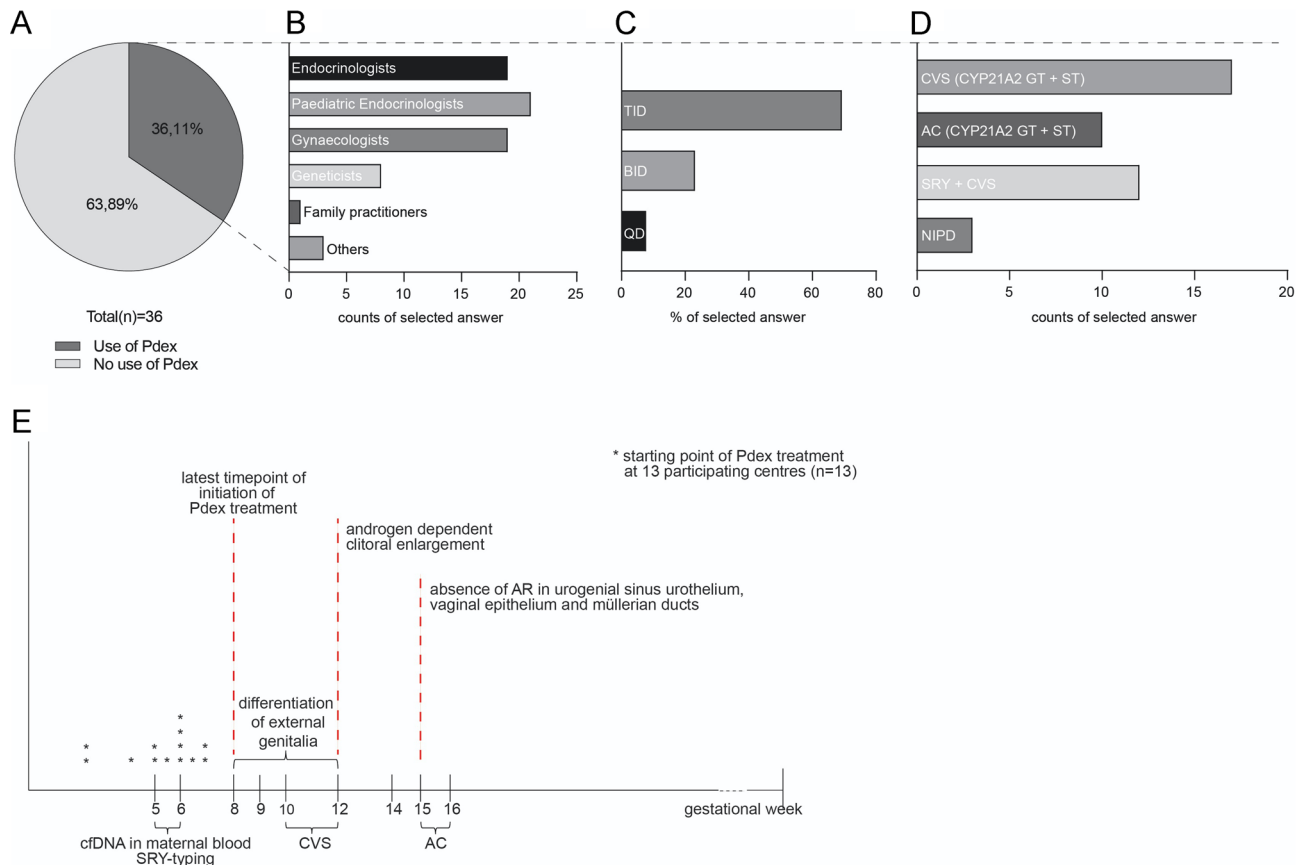 A
36,11%
63,89%
Total(n)=36
Use of Pdex
No use of Pdex
B
Endocrinologists
Paediatric Endocrinologists
Gynaecologists
Geneticists
Family practitioners
Others
0 5 10 15 20 25
counts of selected answer
C
TID
BID
QD
0 20 40 60 80
% of selected answer
D
CVS (CYP21A2 GT + ST)
AC (CYP21A2 GT + ST)
SRY + CVS
NIPD
0 5 10 15 20
counts of selected answer
E
* starting point of Pdex treatment
at 13 participating centres (n=13)
latest timepoint of
initiation of
Pdex treatment
androgen dependent
clitoral enlargement
absence of AR in urogenial sinus urothelium,
vaginal epithelium and müllerian ducts
differentiation
of external
genitalia
*
* * * * *
* * * * * * * *
5 6 8 9 10 12 14 15 16
gestational week
cfDNA in maternal blood
SRY-typing
CVS
AC